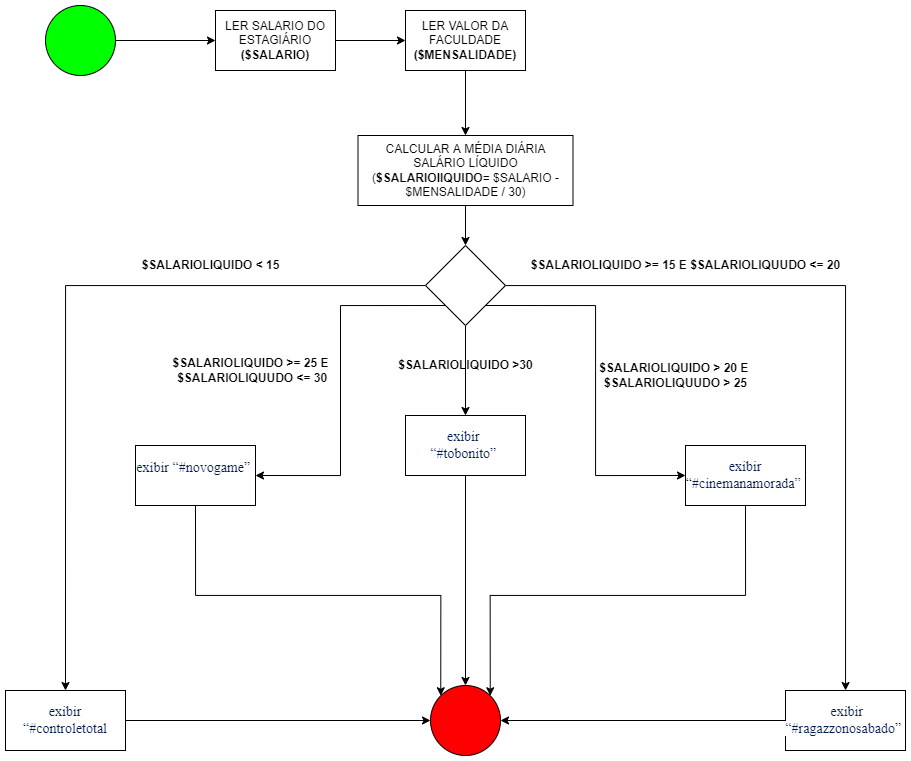 LER SALARIO DO
ESTAGIÁRIO
($SALARIO)
LER VALOR DA
FACULDADE
($MENSALIDADE)
CALCULAR A MÉDIA DIÁRIA
SALÁRIO LÍQUIDO
($SALARIOlIQUIDO= $SALARIO -
$MENSALIDADE / 30)
$SALARIOLIQUIDO < 15
$SALARIOLIQUIDO >= 15 E $SALARIOLIQUUDO <= 20
$SALARIOLIQUIDO >= 25 E
$SALARIOLIQUUDO <= 30
$SALARIOLIQUIDO >30
$SALARIOLIQUIDO > 20 E
$SALARIOLIQUUDO > 25
exibir “#novogame”
exibir
“#tobonito”
exibir
“#cinemanamorada”
exibir
“#controletotal
exibir
“#ragazzonosabado”